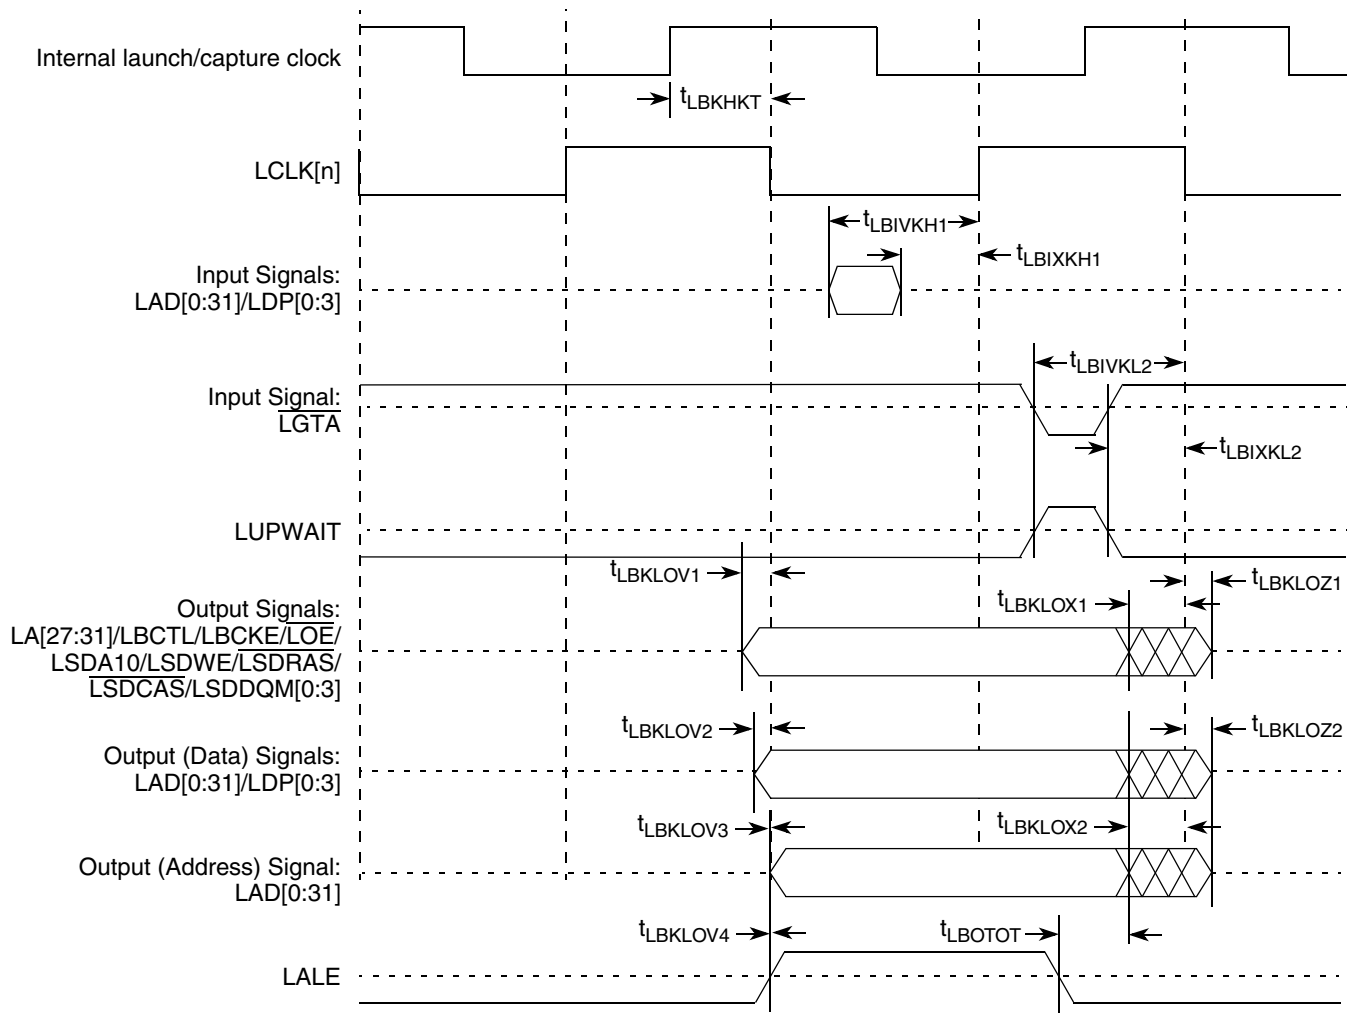 Internal launch/capture clock
tLBKHKT
LCLK[n]
tLBIVKH1
tLBIXKH1
Input Signals:
LAD[0:31]/LDP[0:3]
tLBIVKL2
Input Signal:
LGTA
tLBIXKL2
LUPWAIT
tLBKLOV1
tLBKLOZ1
tLBKLOX1
Output Signals:
LA[27:31]/LBCTL/LBCKE/LOE/
LSDA10/LSDWE/LSDRAS/
LSDCAS/LSDDQM[0:3]
tLBKLOV2
tLBKLOZ2
Output (Data) Signals:
LAD[0:31]/LDP[0:3]
tLBKLOV3
tLBKLOX2
Output (Address) Signal:
LAD[0:31]
tLBKLOV4
tLBOTOT
LALE